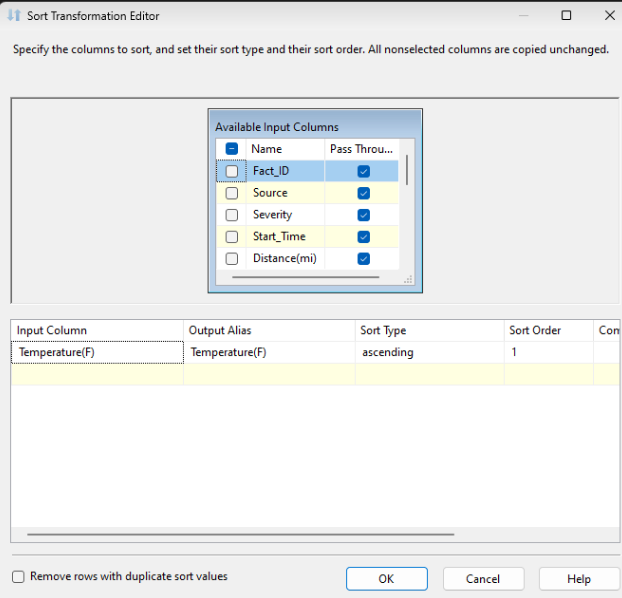 Sort Transformation Editor
Specify the columns to sort, and set their sort type and their sort order. All nonselected columns are copied unchanged.
Available Input Columns
Name Pass Throu...
Fact_ID
Source
Severity
Start_Time
Distance(mi)
Input Column Output Alias Sort Type Sort Order Com
Temperature(F) Temperature(F) ascending 1
Remove rows with duplicate sort values
OK Cancel Help